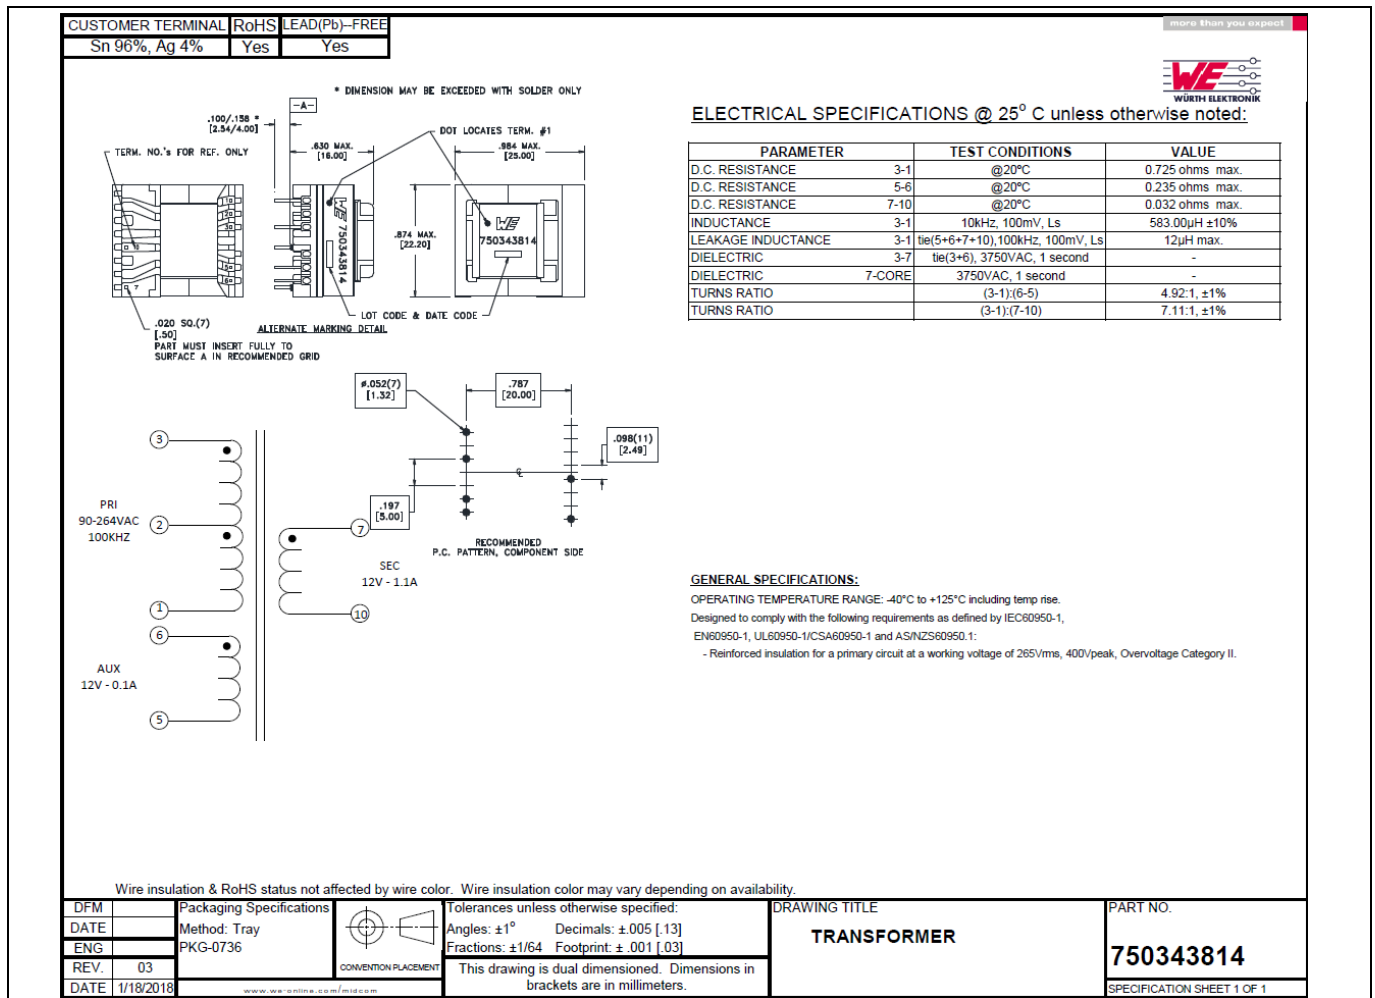 CUSTOMER TERMINAL RoHS LEAD(Pb)--FREE
Sn 96%, Ag 4% Yes Yes
more than you expect
WE
WÜRTH ELEKTRONIK
* DIMENSION MAY BE EXCEEDED WITH SOLDER ONLY
-A-
.100/.158 *
[2.54/4.00]
TERM. NO.'s FOR REF. ONLY
.630 MAX.
[16.00]
DOT LOCATES TERM. #1
.984 MAX.
[25.00]
.874 MAX.
[22.20]
WE 750343814
WE
750343814
1
2
3
5
6
7
LOT CODE & DATE CODE
.020 SQ.(7)
[.50]
ALTERNATE MARKING DETAIL
PART MUST INSERT FULLY TO
SURFACE A IN RECOMMENDED GRID
ELECTRICAL SPECIFICATIONS @ 25° C unless otherwise noted:
PARAMETER TEST CONDITIONS VALUE
D.C. RESISTANCE 3-1 @20°C 0.725 ohms max.
D.C. RESISTANCE 5-6 @20°C 0.235 ohms max.
D.C. RESISTANCE 7-10 @20°C 0.032 ohms max.
INDUCTANCE 3-1 10kHz, 100mV, Ls 583.00µH ±10%
LEAKAGE INDUCTANCE 3-1 tie(5+6+7+10),100kHz, 100mV, Ls 12µH max.
DIELECTRIC 3-7 tie(3+6), 3750VAC, 1 second -
DIELECTRIC 7-CORE 3750VAC, 1 second -
TURNS RATIO (3-1):(6-5) 4.92:1, ±1%
TURNS RATIO (3-1):(7-10) 7.11:1, ±1%
ø.052(7)
[1.32]
.787
[20.00]
.098(11)
[2.49]
.197
[5.00]
℄
RECOMMENDED
P.C. PATTERN, COMPONENT SIDE
3
PRI
90-264VAC
100KHZ
2
1
7
SEC
12V - 1.1A
10
6
AUX
12V - 0.1A
5
GENERAL SPECIFICATIONS:
OPERATING TEMPERATURE RANGE: -40°C to +125°C including temp rise.
Designed to comply with the following requirements as defined by IEC60950-1,
EN60950-1, UL60950-1/CSA60950-1 and AS/NZS60950.1:
- Reinforced insulation for a primary circuit at a working voltage of 265Vrms, 400Vpeak, Overvoltage Category II.
Wire insulation & RoHS status not affected by wire color. Wire insulation color may vary depending on availability.
DFM
DATE
ENG
REV. 03
DATE 1/18/2018
Packaging Specifications
Method: Tray
PKG-0736
www.we-online.com/midcom
CONVENTION PLACEMENT
Tolerances unless otherwise specified:
Angles: ±1° Decimals: ±.005 [.13]
Fractions: ±1/64 Footprint: ± .001 [.03]
This drawing is dual dimensioned. Dimensions in
brackets are in millimeters.
DRAWING TITLE
TRANSFORMER
PART NO.
750343814
SPECIFICATION SHEET 1 OF 1